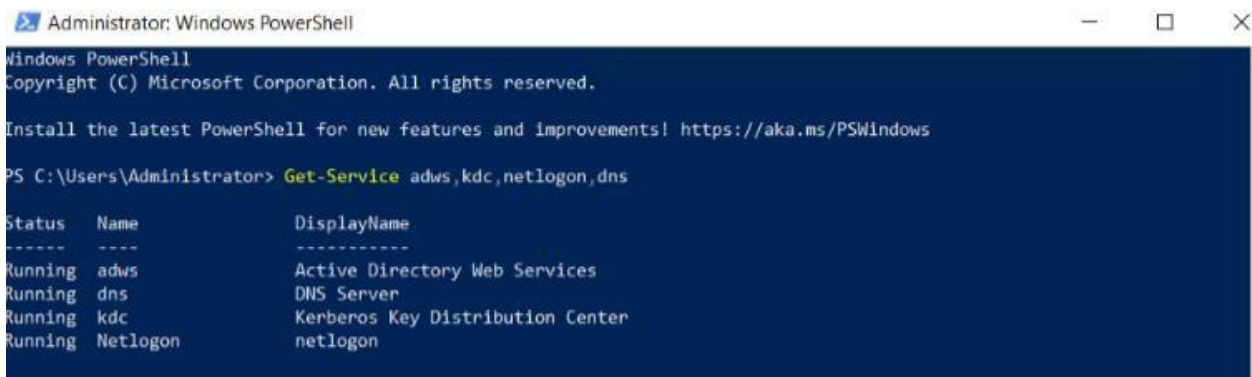 Administrator: Windows PowerShell
Windows PowerShell
Copyright (C) Microsoft Corporation. All rights reserved.
Install the latest PowerShell for new features and improvements! https://aka.ms/PSWindows
PS C:\Users\Administrator> Get-Service adws,kdc,netlogon,dns
Status Name DisplayName
------ ---- -----------
Running adws Active Directory Web Services
Running dns DNS Server
Running kdc Kerberos Key Distribution Center
Running Netlogon netlogon